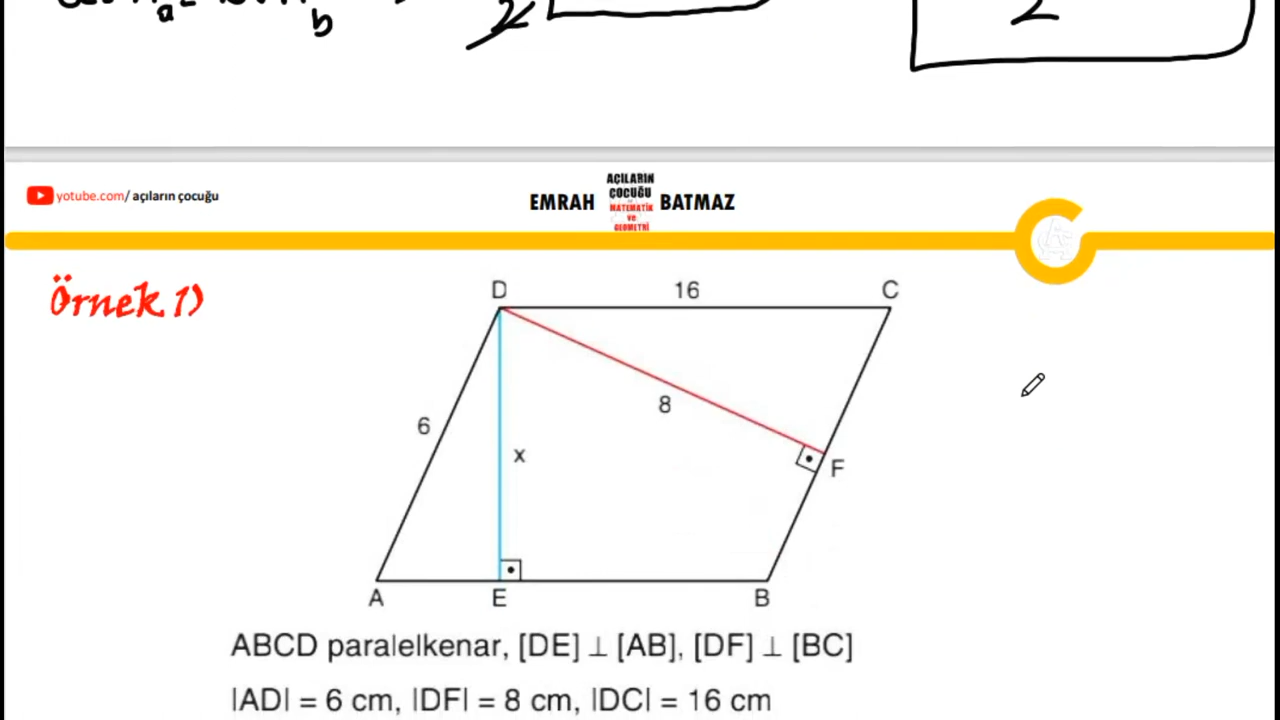 yotube.com/ açıların çocuğu
EMRAH
AÇILARIN
ÇOCUĞU
MATEMATİK
ve
GEOMETRİ
BATMAZ
Örnek 1)
D 16 C
6
8
x
F
A E B
ABCD paralelkenar, [DE] ⊥ [AB], [DF] ⊥ [BC]
|AD| = 6 cm, |DF| = 8 cm, |DC| = 16 cm